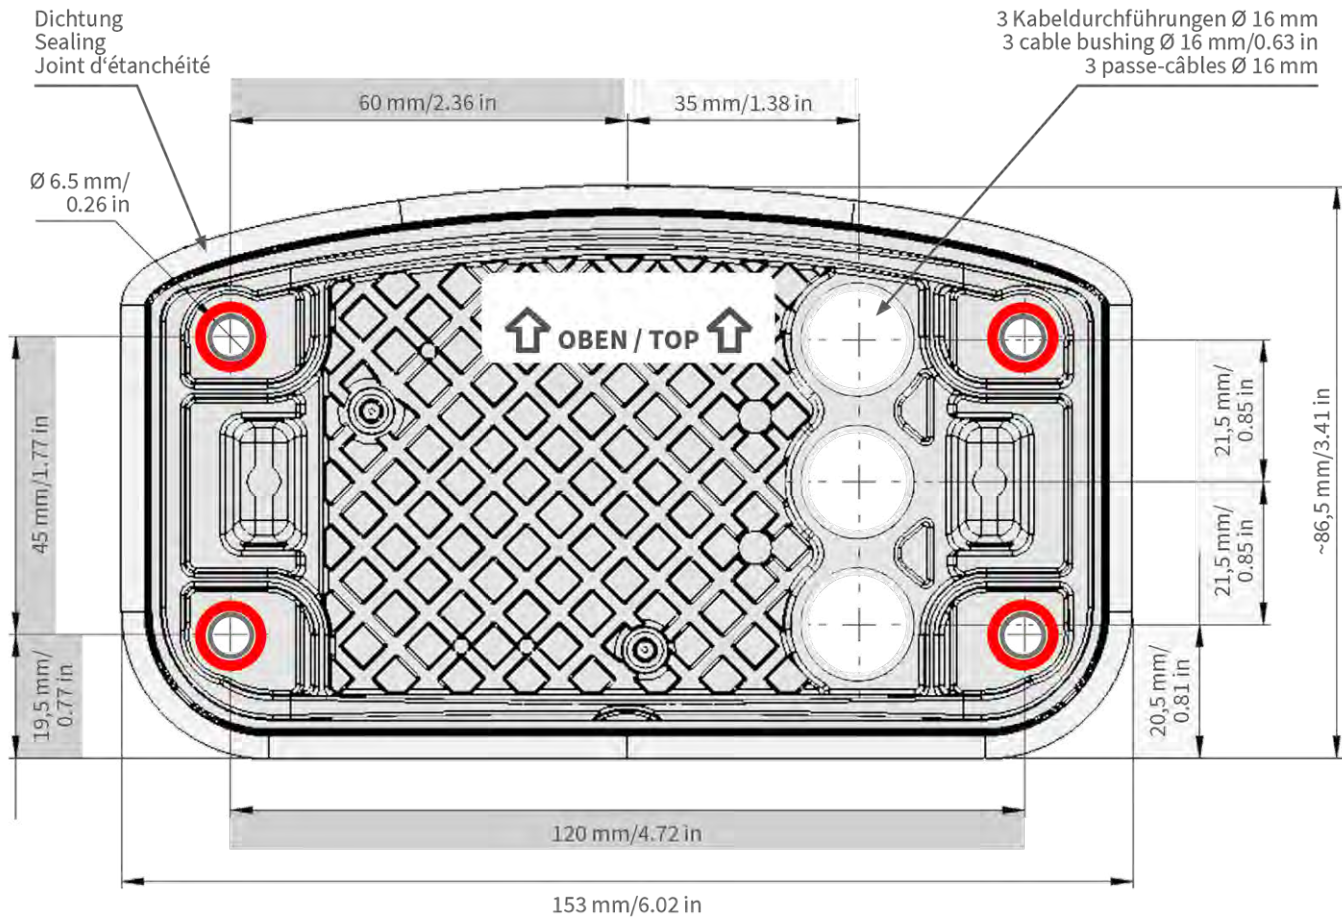 Dichtung
Sealing
Joint d‘étanchéité
3 Kabeldurchführungen Ø 16 mm
3 cable bushing Ø 16 mm/0.63 in
3 passe-câbles Ø 16 mm
60 mm/2.36 in
35 mm/1.38 in
Ø 6.5 mm/
0.26 in
OBEN / TOP
45 mm/1.77 in
19,5 mm/
0.77 in
21,5 mm/
0.85 in
21,5 mm/
0.85 in
20,5 mm/
0.81 in
~86,5 mm/3.41 in
120 mm/4.72 in
153 mm/6.02 in